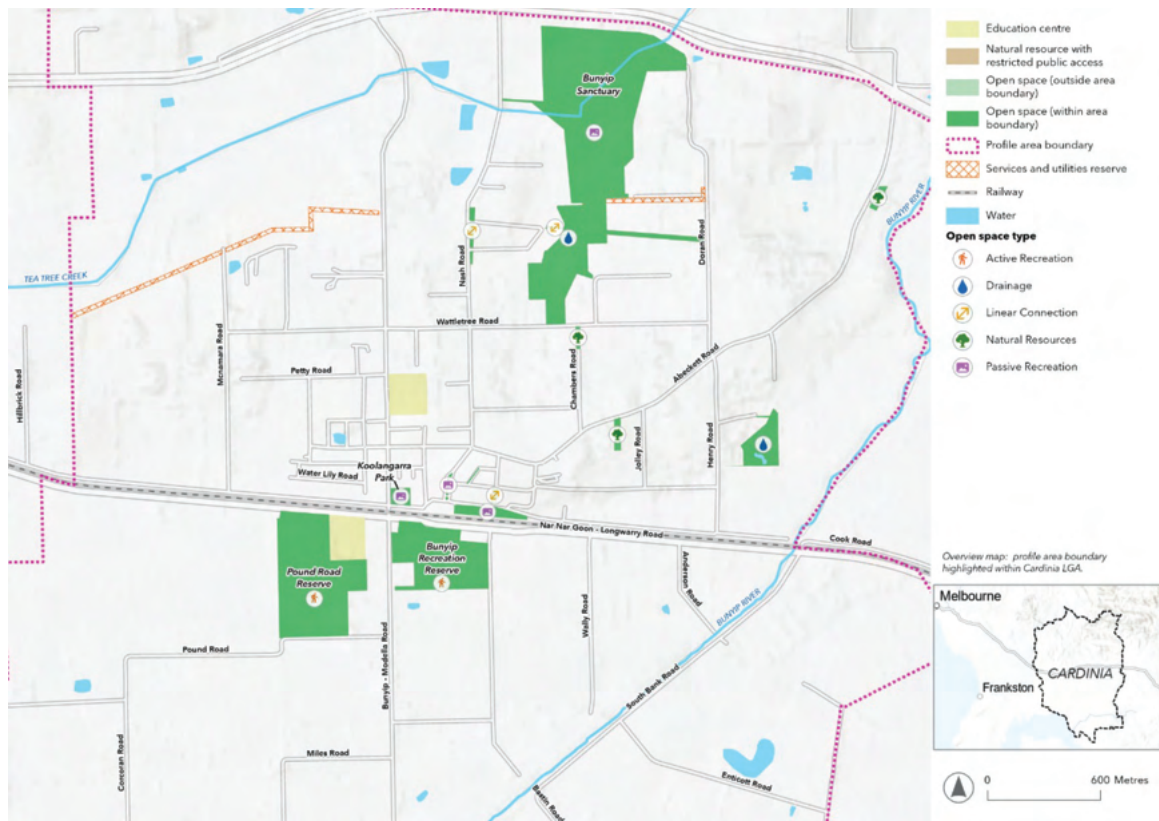 Bunyip
Sanctuary
BUNYIP RIVER
TEA TREE CREEK
Nash Road
Doran Road
Mcnamara Road
Wattletree Road
Hillbrick Road
Petty Road
Chambers Road
Abeckett Road
Jolley Road
Henry Road
Water Lily Road
Koolangarra
Park
Nar Nar Goon - Longwarry Road
Cook Road
Pound Road
Reserve
Bunyip
Recreation
Reserve
Anderson Road
Wally Road
BUNYIP RIVER
Pound Road
Bunyip - Modella Road
South Bank Road
Corcoran Road
Miles Road
Enticott Road
Bastin Road
Education centre
Natural resource with
restricted public access
Open space (outside area
boundary)
Open space (within area
boundary)
Profile area boundary
Services and utilities reserve
Railway
Water
Open space type
Active Recreation
Drainage
Linear Connection
Natural Resources
Passive Recreation
Overview map: profile area boundary
highlighted within Cardinia LGA.
Melbourne
CARDINIA
Frankston
0
600 Metres